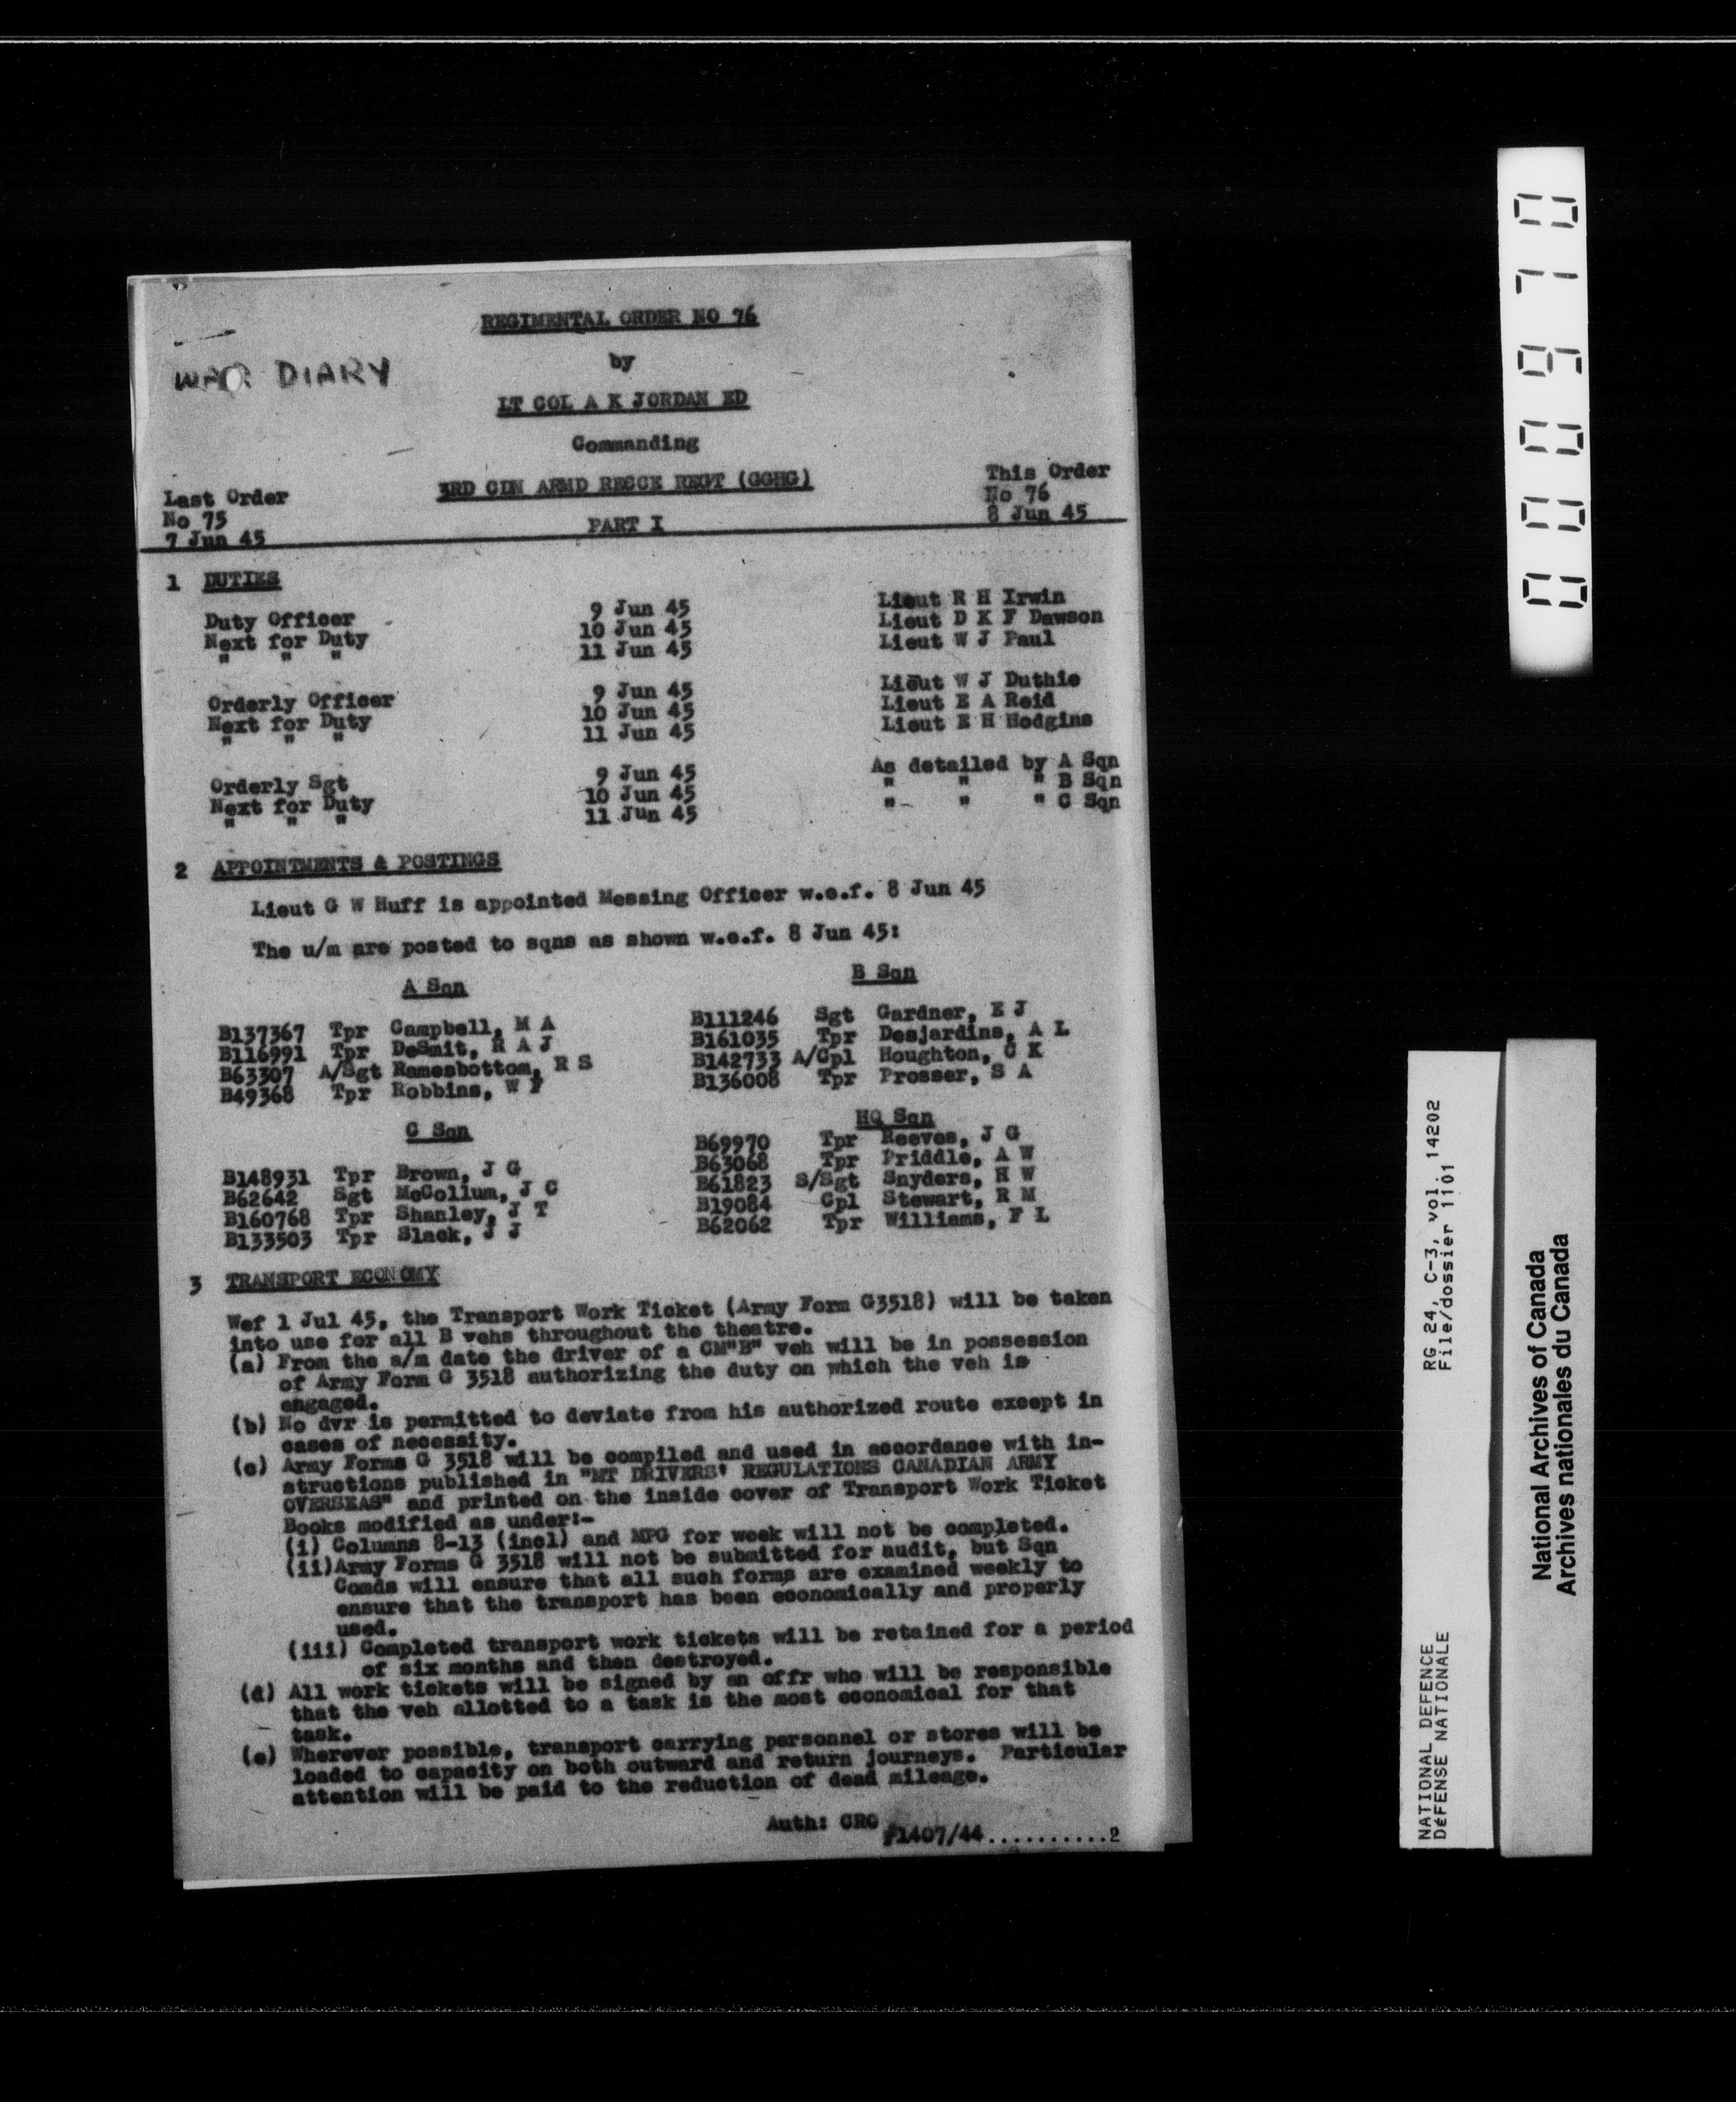 REGIMENTAL ORDER NO 76
WAR DIARY
by
LT COL A K JORDAN ED
Commanding
3RD CDN ARMD RECCE REGT (GGHG)
Last Order
No 75
7 Jun 45
This Order
No 76
8 Jun 45
PART I
1 DUTIES
Duty Officer 9 Jun 45 Lieut R H Irwin
Next for Duty 10 Jun 45 Lieut D K F Dawson
" " " 11 Jun 45 Lieut W J Paul
Orderly Officer 9 Jun 45 Lieut W J Duthie
Next for Duty 10 Jun 45 Lieut E A Reid
" " " 11 Jun 45 Lieut E H Hodgins
Orderly Sgt 9 Jun 45 As detailed by A Sqn
Next for Duty 10 Jun 45 " " " B Sqn
" " " 11 Jun 45 " " " C Sqn
2 APPOINTMENTS & POSTINGS
Lieut G W Huff is appointed Messing Officer w.e.f. 8 Jun 45
The u/m are posted to sqns as shown w.e.f. 8 Jun 45:
A Sqn
B137367 Tpr Campbell, M A
B116991 Tpr DeSmit, R A J
B63307 A/Sgt Ramesbottom, R S
B49368 Tpr Robbins, W F
B Sqn
B111246 Sgt Gardner, E J
B161035 Tpr Desjardins, A L
B142733 A/Cpl Houghton, C K
B136008 Tpr Prosser, S A
C Sqn
B148931 Tpr Brown, J G
B62642 Sgt McCollum, J C
B160768 Tpr Shanley, J T
B133503 Tpr Slack, J J
HQ Sqn
B69970 Tpr Reeves, J G
B63068 Tpr Priddle, A W
B61823 S/Sgt Snyders, H W
B19084 Cpl Stewart, R M
B62062 Tpr Williams, F L
3 TRANSPORT ECONOMY
Wef 1 Jul 45, the Transport Work Ticket (Army Form G3518) will be taken
into use for all B vehs throughout the theatre.
(a) From the a/m date the driver of a CM"B" veh will be in possession
of Army Form G 3518 authorizing the duty on which the veh is
engaged.
(b) No dvr is permitted to deviate from his authorized route except in
cases of necessity.
(c) Army Forms G 3518 will be compiled and used in accordance with in-
structions published in "MT DRIVERS' REGULATIONS CANADIAN ARMY
OVERSEAS" and printed on the inside cover of Transport Work Ticket
Books modified as under:-
(i) Columns 8-13 (incl) and MPG for week will not be completed.
(ii)Army Forms G 3518 will not be submitted for audit, but Sqn
Comds will ensure that all such forms are examined weekly to
ensure that the transport has been economically and properly
used.
(iii) Completed transport work tickets will be retained for a period
of six months and then destroyed.
(d) All work tickets will be signed by an offr who will be responsible
that the veh allotted to a task is the most economical for that
task.
(e) Wherever possible, transport carrying personnel or stores will be
loaded to capacity on both outward and return journeys. Particular
attention will be paid to the reduction of dead mileage.
Auth: CRO #1407/44..........2
000970
NATIONAL DEFENCE RG 24, C-3, vol. 14202
DéFENSE NATIONALE File/dossier 1101
National Archives of Canada
Archives nationales du Canada